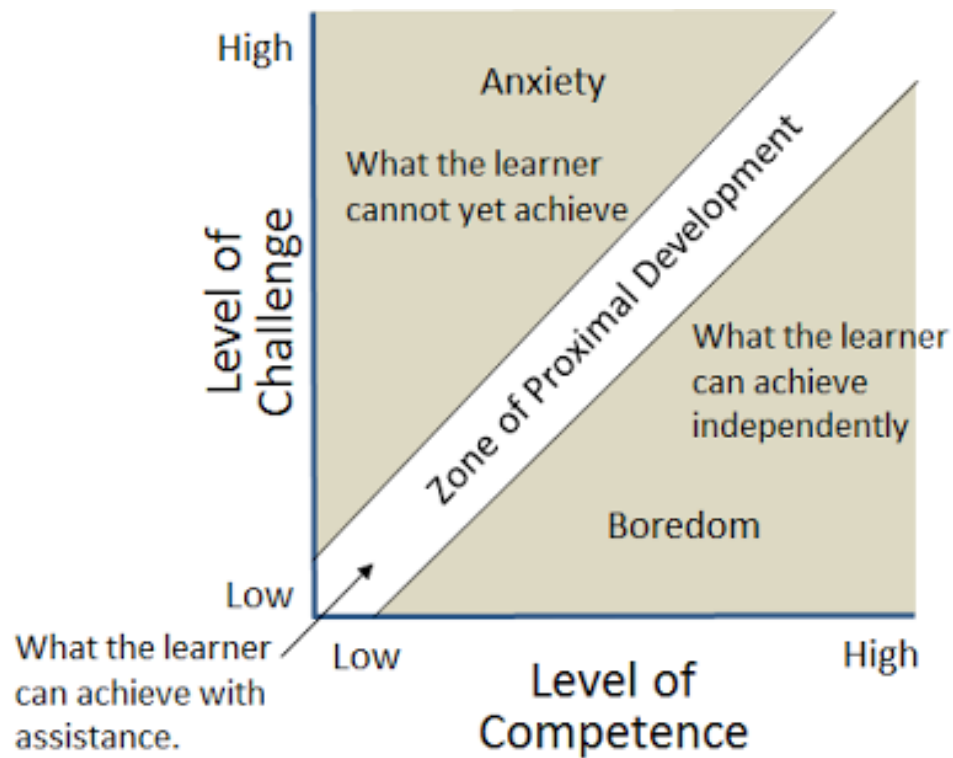 High
Anxiety
What the learner
cannot yet achieve
Level of
Challenge
Zone of Proximal Development
What the learner
can achieve
independently
Boredom
Low
What the learner
can achieve with
assistance.
Low
High
Level of
Competence